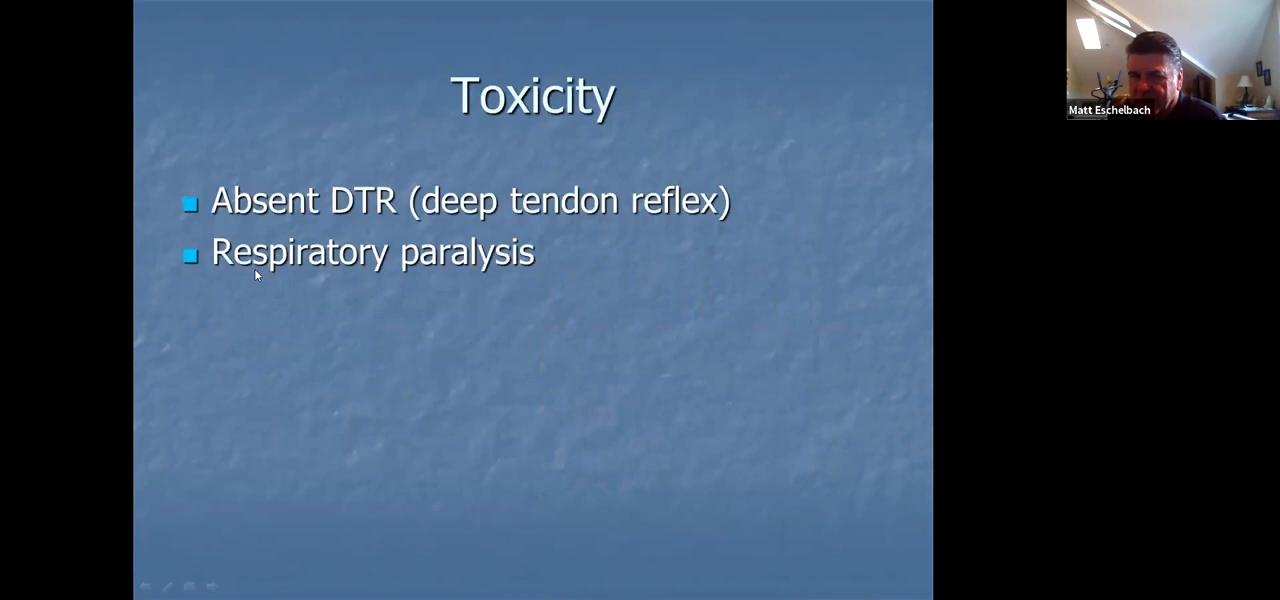 Toxicity
Absent DTR (deep tendon reflex)
Respiratory paralysis
Matt Eschelbach